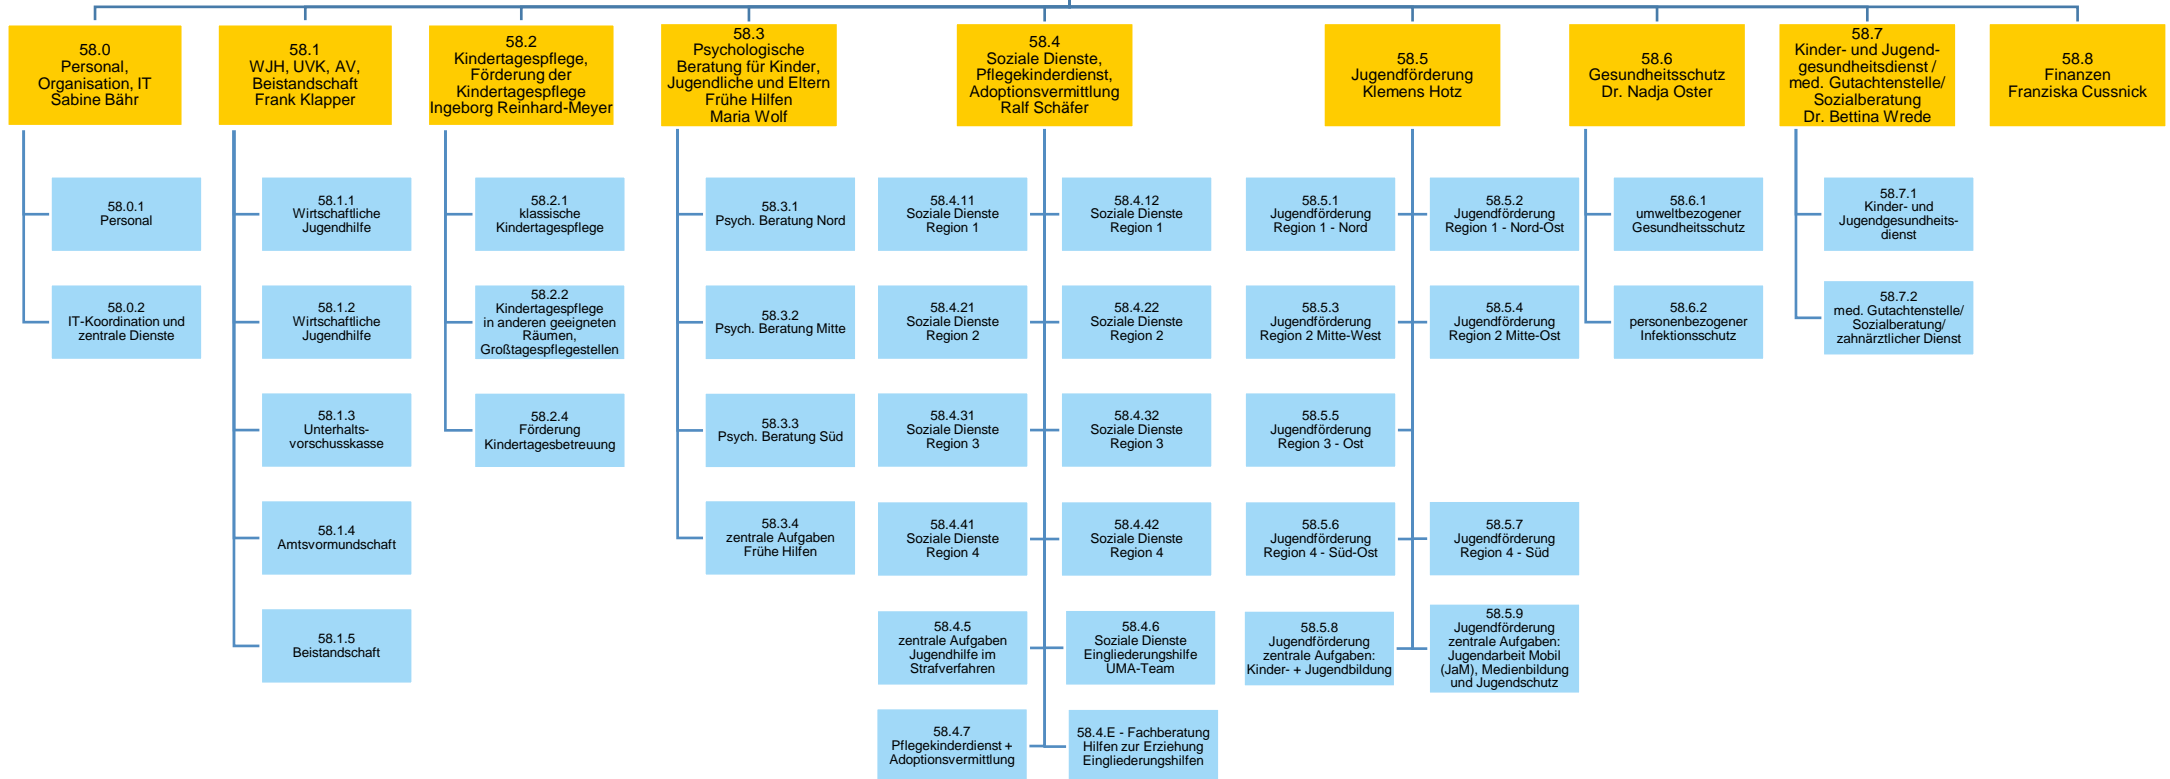 58.0
Personal,
Organisation, IT
Sabine Bähr
58.1
WJH, UVK, AV,
Beistandschaft
Frank Klapper
58.2
Kindertagespflege,
Förderung der
Kindertagespflege
Ingeborg Reinhard-Meyer
58.3
Psychologische
Beratung für Kinder,
Jugendliche und Eltern
Frühe Hilfen
Maria Wolf
58.4
Soziale Dienste,
Pflegekinderdienst,
Adoptionsvermittlung
Ralf Schäfer
58.5
Jugendförderung
Klemens Hotz
58.6
Gesundheitsschutz
Dr. Nadja Oster
58.7
Kinder- und Jugend-
gesundheitsdienst /
med. Gutachtenstelle/
Sozialberatung
Dr. Bettina Wrede
58.8
Finanzen
Franziska Cussnick
58.0.1
Personal
58.0.2
IT-Koordination und
zentrale Dienste
58.1.1
Wirtschaftliche
Jugendhilfe
58.1.2
Wirtschaftliche
Jugendhilfe
58.1.3
Unterhalts-
vorschusskasse
58.1.4
Amtsvormundschaft
58.1.5
Beistandschaft
58.2.1
klassische
Kindertagespflege
58.2.2
Kindertagespflege
in anderen geeigneten
Räumen,
Großtagespflegestellen
58.2.4
Förderung
Kindertagesbetreuung
58.3.1
Psych. Beratung Nord
58.3.2
Psych. Beratung Mitte
58.3.3
Psych. Beratung Süd
58.3.4
zentrale Aufgaben
Frühe Hilfen
58.4.11
Soziale Dienste
Region 1
58.4.12
Soziale Dienste
Region 1
58.4.21
Soziale Dienste
Region 2
58.4.22
Soziale Dienste
Region 2
58.4.31
Soziale Dienste
Region 3
58.4.32
Soziale Dienste
Region 3
58.4.41
Soziale Dienste
Region 4
58.4.42
Soziale Dienste
Region 4
58.4.5
zentrale Aufgaben
Jugendhilfe im
Strafverfahren
58.4.6
Soziale Dienste
Eingliederungshilfe
UMA-Team
58.4.7
Pflegekinderdienst +
Adoptionsvermittlung
58.4.E - Fachberatung
Hilfen zur Erziehung
Eingliederungshilfen
58.5.1
Jugendförderung
Region 1 - Nord
58.5.2
Jugendförderung
Region 1 - Nord-Ost
58.5.3
Jugendförderung
Region 2 Mitte-West
58.5.4
Jugendförderung
Region 2 Mitte-Ost
58.5.5
Jugendförderung
Region 3 - Ost
58.5.6
Jugendförderung
Region 4 - Süd-Ost
58.5.7
Jugendförderung
Region 4 - Süd
58.5.8
Jugendförderung
zentrale Aufgaben:
Kinder- + Jugendbildung
58.5.9
Jugendförderung
zentrale Aufgaben:
Jugendarbeit Mobil
(JaM), Medienbildung
und Jugendschutz
58.6.1
umweltbezogener
Gesundheitsschutz
58.6.2
personenbezogener
Infektionsschutz
58.7.1
Kinder- und
Jugendgesundheits-
dienst
58.7.2
med. Gutachtenstelle/
Sozialberatung/
zahnärztlicher Dienst